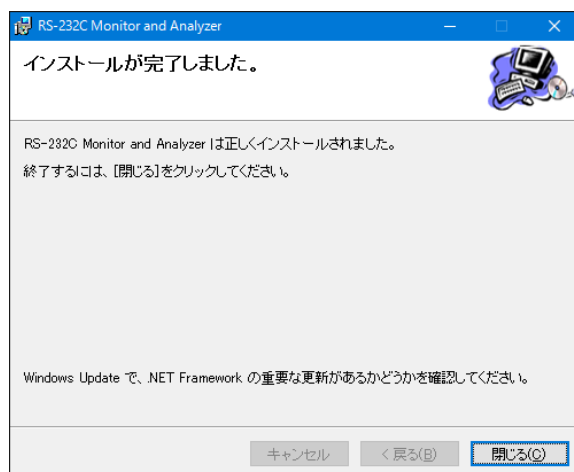 RS-232C Monitor and Analyzer
インストールが完了しました。
RS-232C Monitor and Analyzer は正しくインストールされました。
終了するには、[閉じる]をクリックしてください。
Windows Update で、.NET Framework の重要な更新があるかどうかを確認してください。
キャンセル < 戻る(B) 閉じる(C)